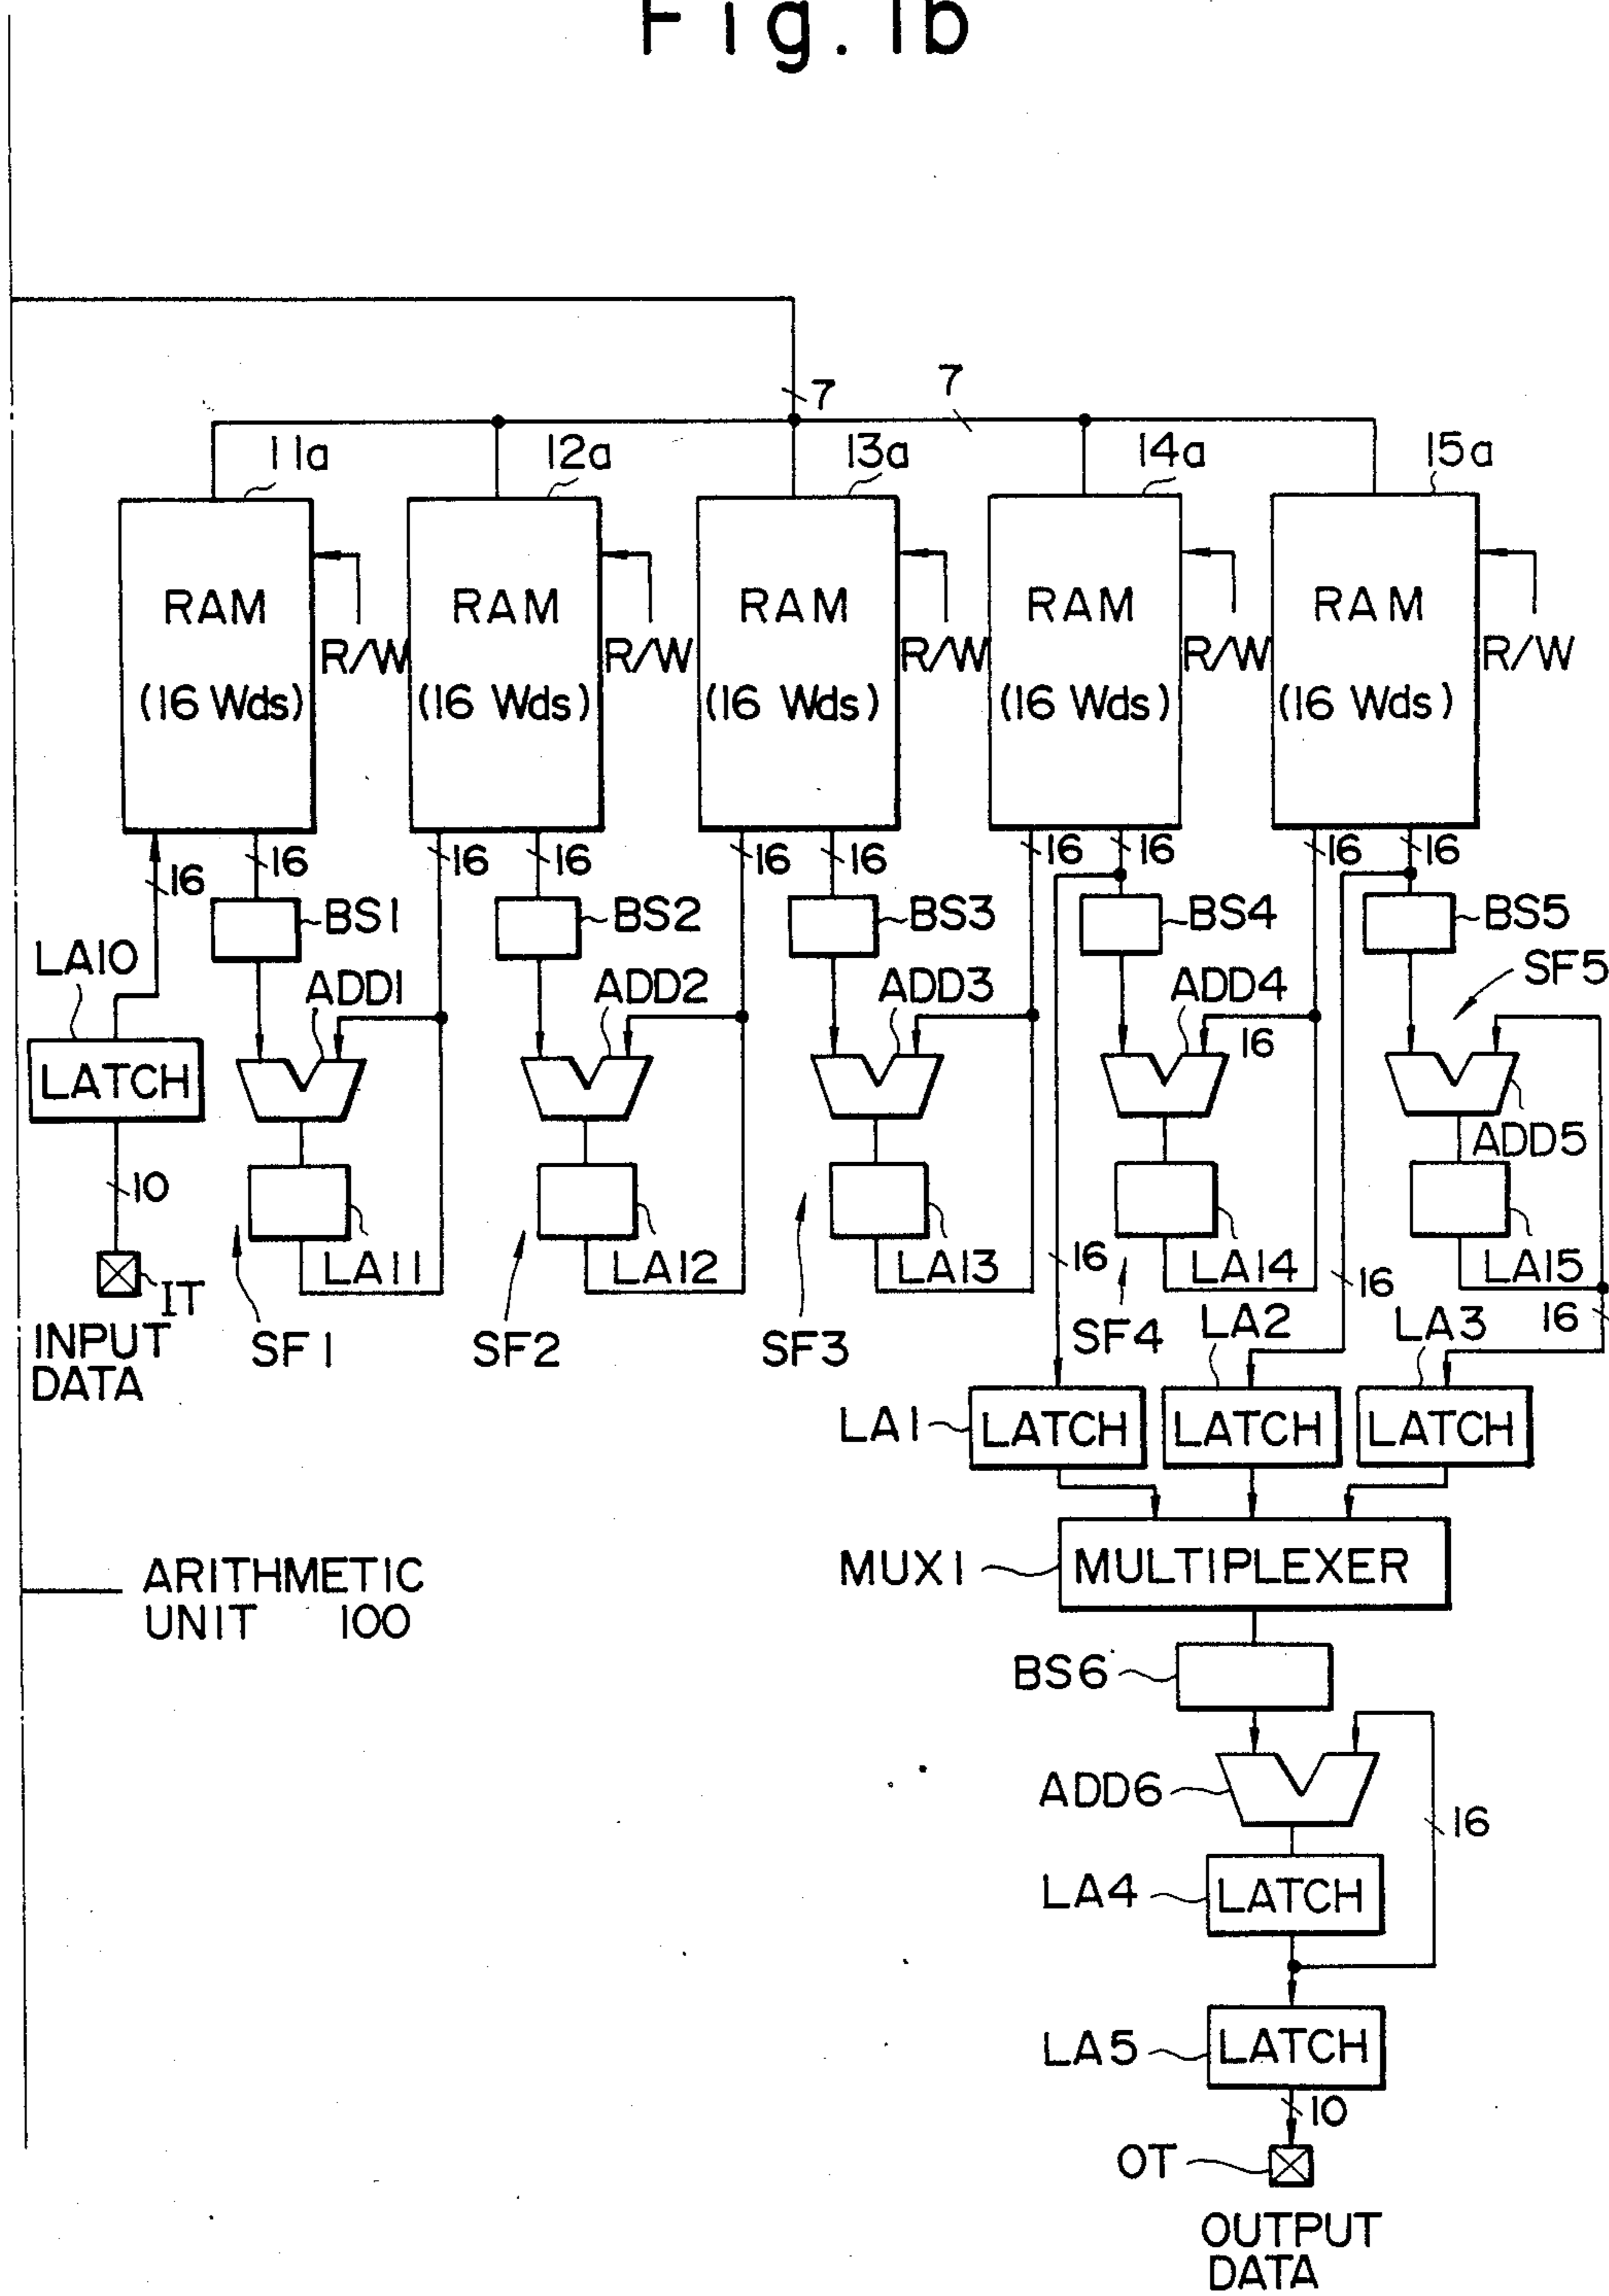 Fig. 1b
7
7
11a
12a
13a
14a
15a
RAM
(16 Wds)
R/W
RAM
(16 Wds)
R/W
RAM
(16 Wds)
R/W
RAM
(16 Wds)
R/W
RAM
(16 Wds)
R/W
16
16
16
16
16
16
16
16
16
16
BS1
BS2
BS3
BS4
BS5
LA10
ADD1
ADD2
ADD3
ADD4
SF5
16
LATCH
ADD5
10
LA11
LA12
LA13
16
LA14
16
LA15
16
IT
INPUT
DATA
SF1
SF2
SF3
SF4
LA2
LA3
LA1
LATCH
LATCH
LATCH
MUX1
MULTIPLEXER
ARITHMETIC
UNIT 100
BS6
ADD6
16
LA4
LATCH
LA5
LATCH
10
OT
OUTPUT
DATA